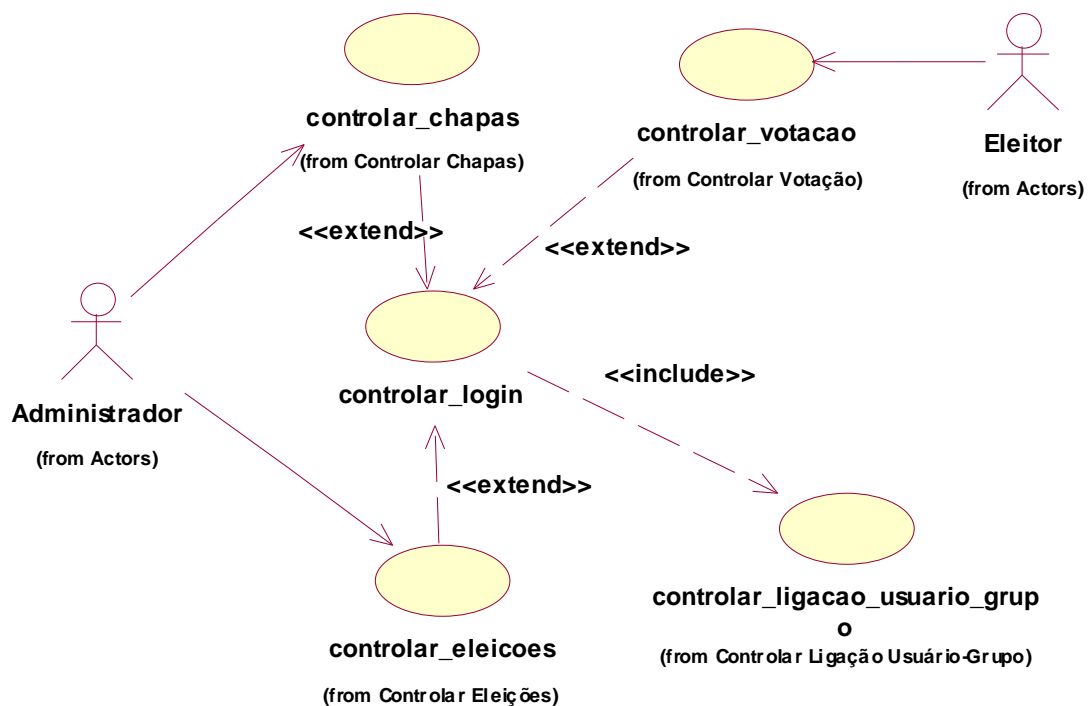 controlar_chapas
(from Controlar Chapas)
controlar_votacao
(from Controlar Votação)
Eleitor
(from Actors)
<<extend>>
<<extend>>
Administrador
(from Actors)
controlar_login
<<include>>
<<extend>>
controlar_eleicoes
(from Controlar Eleições)
controlar_ligacao_usuario_grup
o
(from Controlar Ligação Usuário-Grupo)